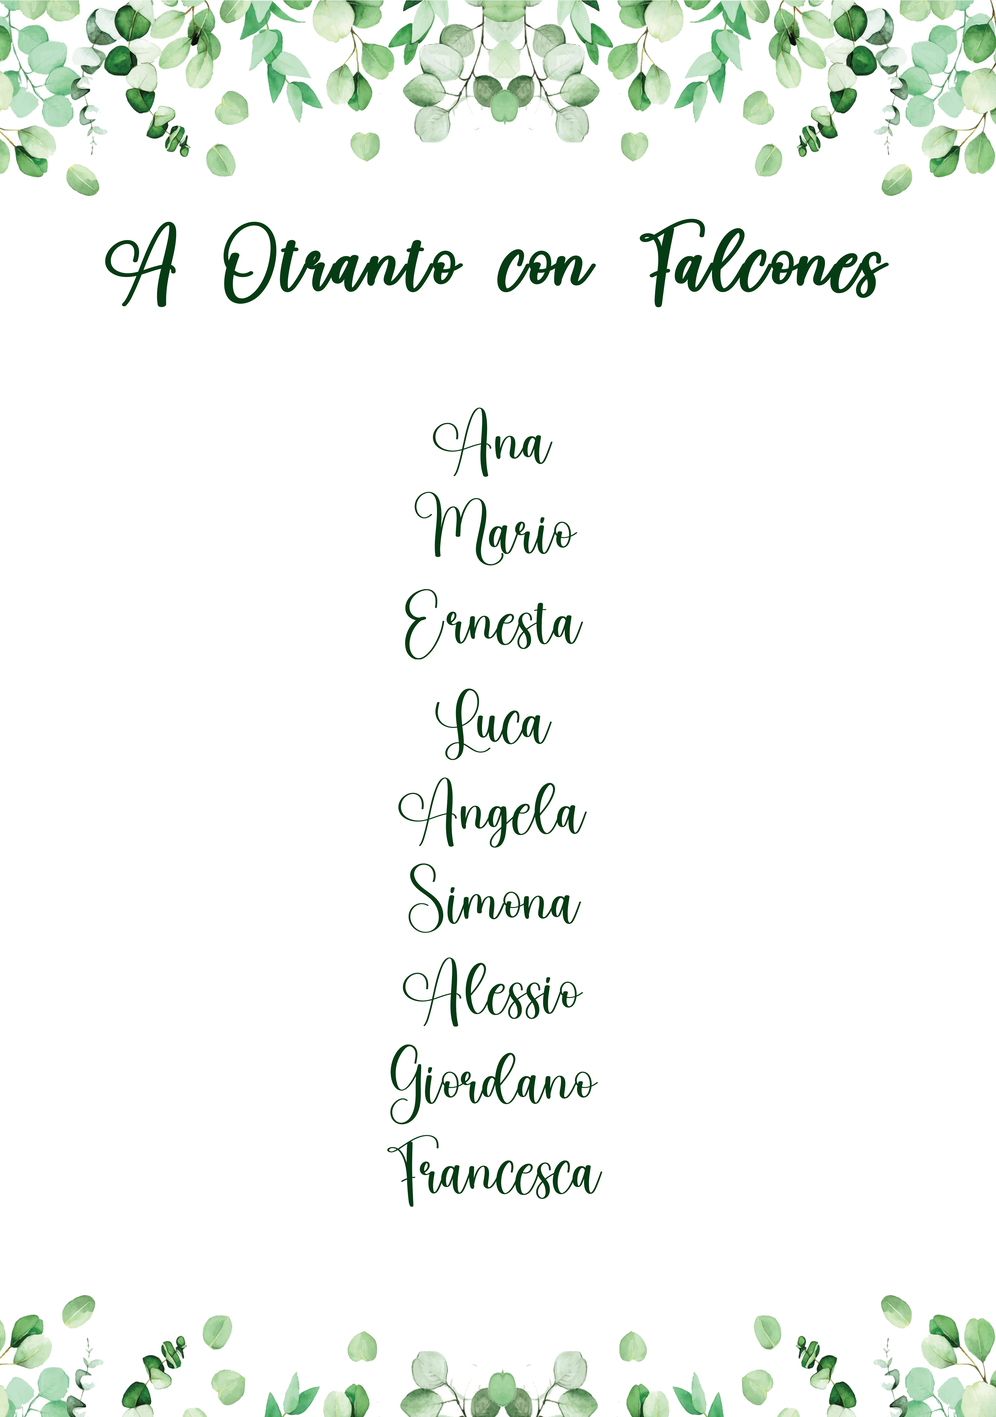 A Otranto con Falcones
Ana
Mario
Ernesta
Luca
Angela
Simona
Alessio
Giordano
Francesca